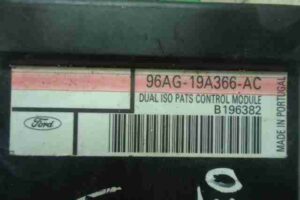 96AG-19A366-AC
DUAL ISO PATS CONTROL MODULE
B196382
Ford
MADE IN PORTUGAL